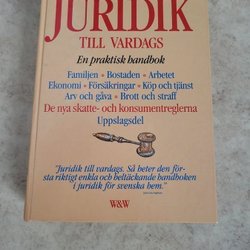 JURIDIK
TILL VARDAGS
En praktisk handbok
Familjen • Bostaden • Arbetet
Ekonomi • Försäkringar • Köp och tjänst
Arv och gåva • Brott och straff
De nya skatte- och konsumentreglerna
Uppslagsdel
"Juridik till vardags. Så heter den för-
sta riktigt enkla och heltäckande handboken
i juridik för svenska hem."
W&W